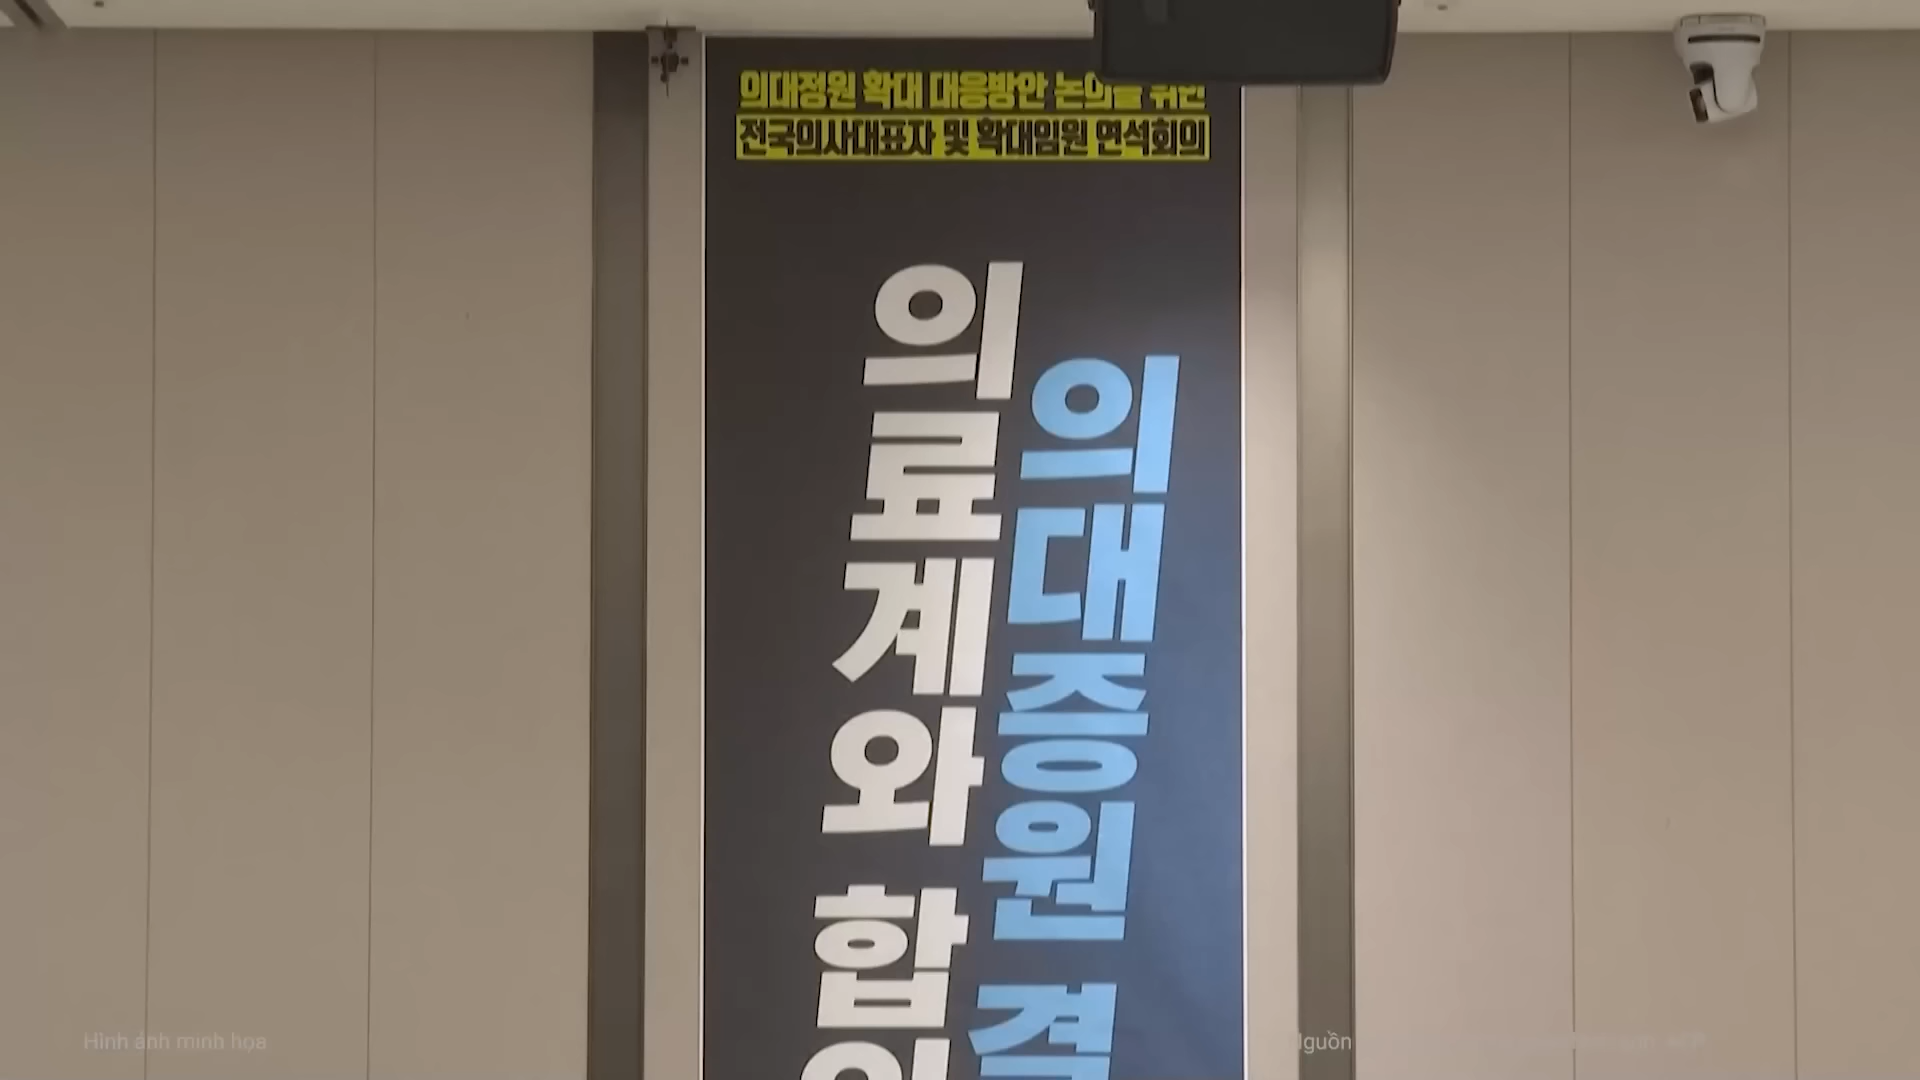 의대정원 확대 대응방안 논의를 위한
전국의사대표자 및 확대임원 연석회의
의대증원
의료계와 합
Hình ảnh minh họa
Nguồn